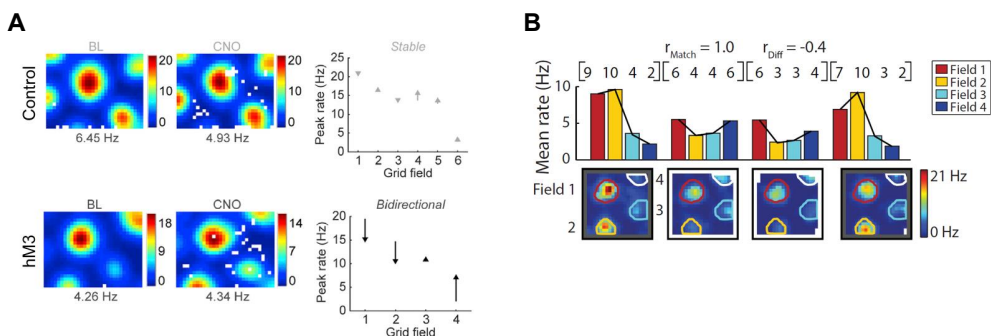 A
BL
CNO
Control
20
10
0
20
10
0
6.45 Hz
4.93 Hz
Stable
Peak rate (Hz)
25
20
15
10
5
0
1 2 3 4 5 6
Grid field
BL
CNO
hM3
18
9
0
14
7
0
4.26 Hz
4.34 Hz
Bidirectional
Peak rate (Hz)
20
15
10
5
0
1 2 3 4
Grid field
B
rMatch = 1.0 rDiff = -0.4
[9 10 4 2] [6 4 4 6] [6 3 3 4] [7 10 3 2]
Mean rate (Hz)
10
5
0
Field 1
Field 2
Field 3
Field 4
Field 1
2
4
3
21 Hz
0 Hz